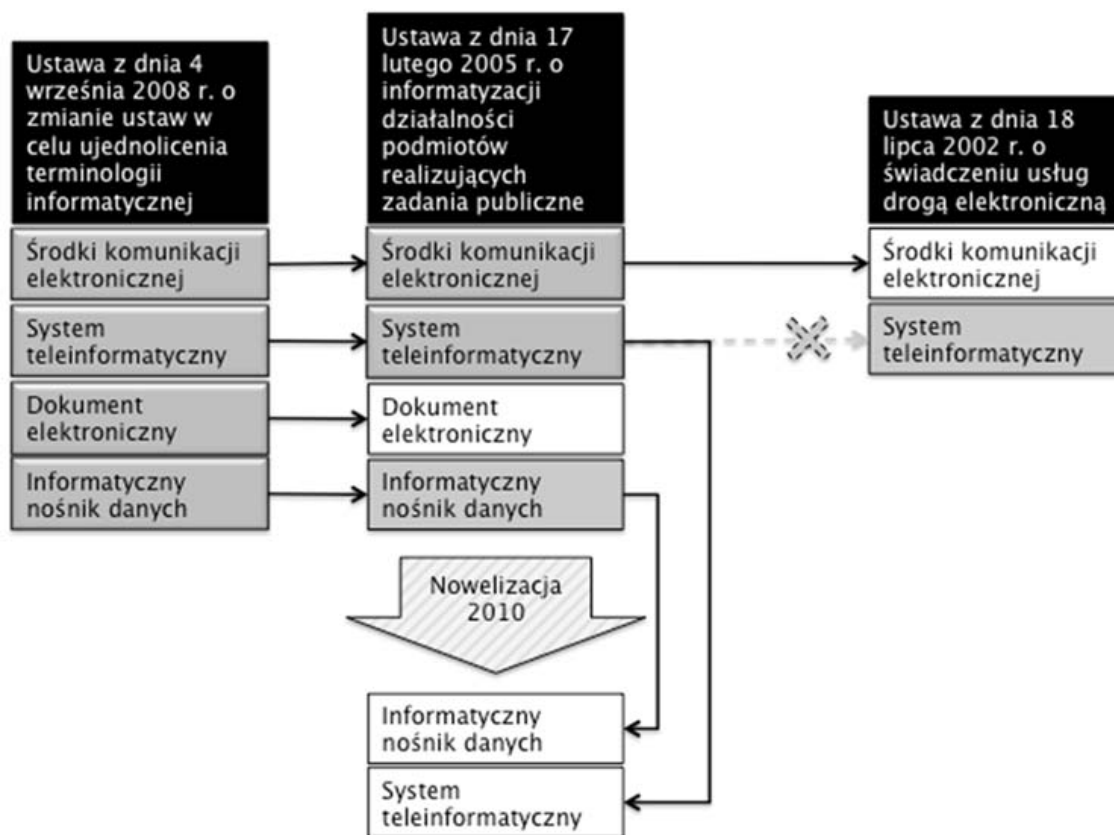 Ustawa z dnia 4
września 2008 r. o
zmianie ustaw w
celu ujednolicenia
terminologii
informatycznej
Środki komunikacji
elektronicznej
System
teleinformatyczny
Dokument
elektroniczny
Informatyczny
nośnik danych
Ustawa z dnia 17
lutego 2005 r. o
informatyzacji
działalności
podmiotów
realizujących
zadania publiczne
Środki komunikacji
elektronicznej
System
teleinformatyczny
Dokument
elektroniczny
Informatyczny
nośnik danych
Nowelizacja
2010
Informatyczny
nośnik danych
System
teleinformatyczny
Ustawa z dnia 18
lipca 2002 r. o
świadczeniu usług
drogą elektroniczną
Środki komunikacji
elektronicznej
System
teleinformatyczny